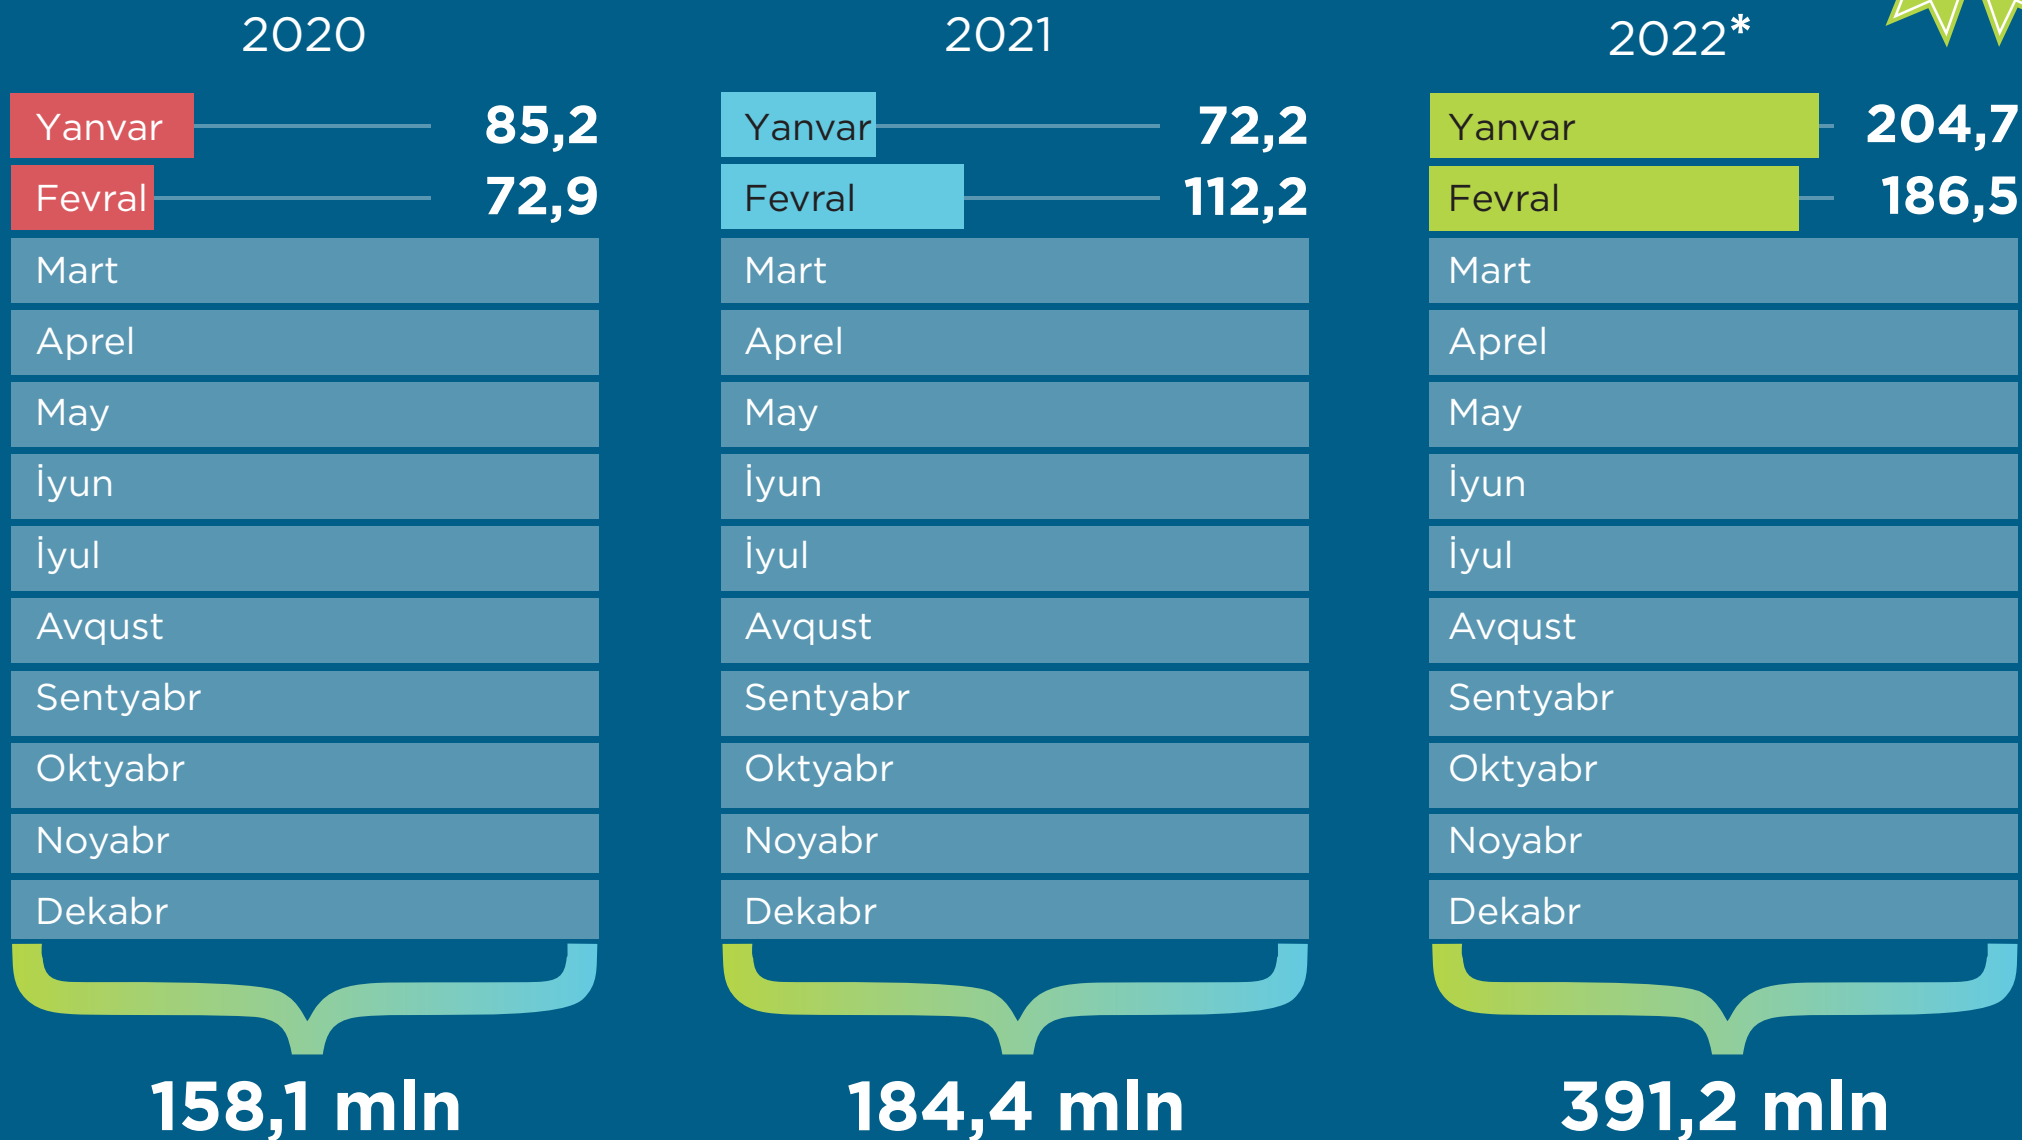 2020
Yanvar 85,2
Fevral 72,9
Mart
Aprel
May
İyun
İyul
Avqust
Sentyabr
Oktyabr
Noyabr
Dekabr
158,1 mln
2021
Yanvar 72,2
Fevral 112,2
Mart
Aprel
May
İyun
İyul
Avqust
Sentyabr
Oktyabr
Noyabr
Dekabr
184,4 mln
2022*
Yanvar 204,7
Fevral 186,5
Mart
Aprel
May
İyun
İyul
Avqust
Sentyabr
Oktyabr
Noyabr
Dekabr
391,2 mln